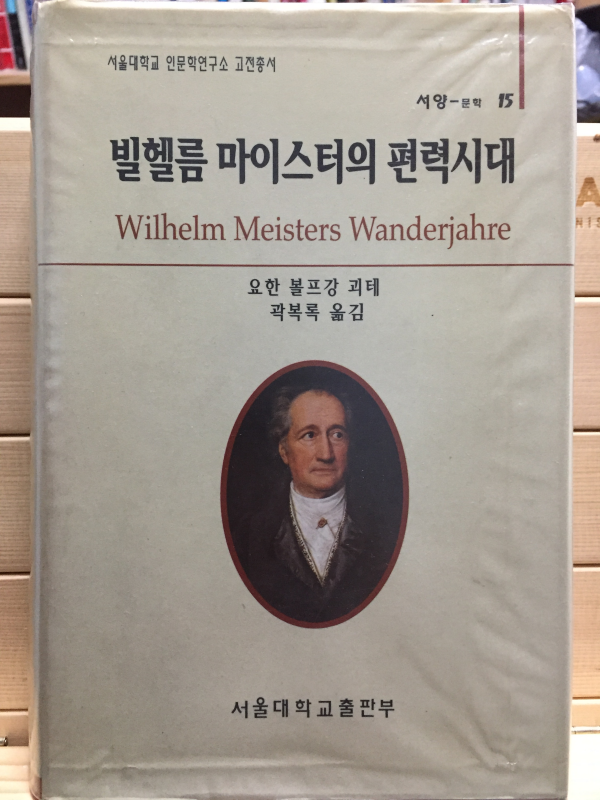 서울대학교 인문학연구소 고전총서
서양-문학 15
빌헬름 마이스터의 편력시대
Wilhelm Meisters Wanderjahre
요한 볼프강 괴테
곽복록 옮김
서울대학교출판부